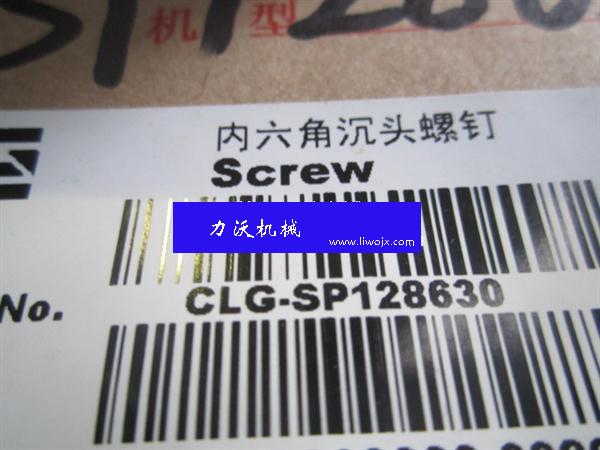 机 型
内六角沉头螺钉
Screw
力沃机械
www.liwojx.com
No.
CLG-SP128630